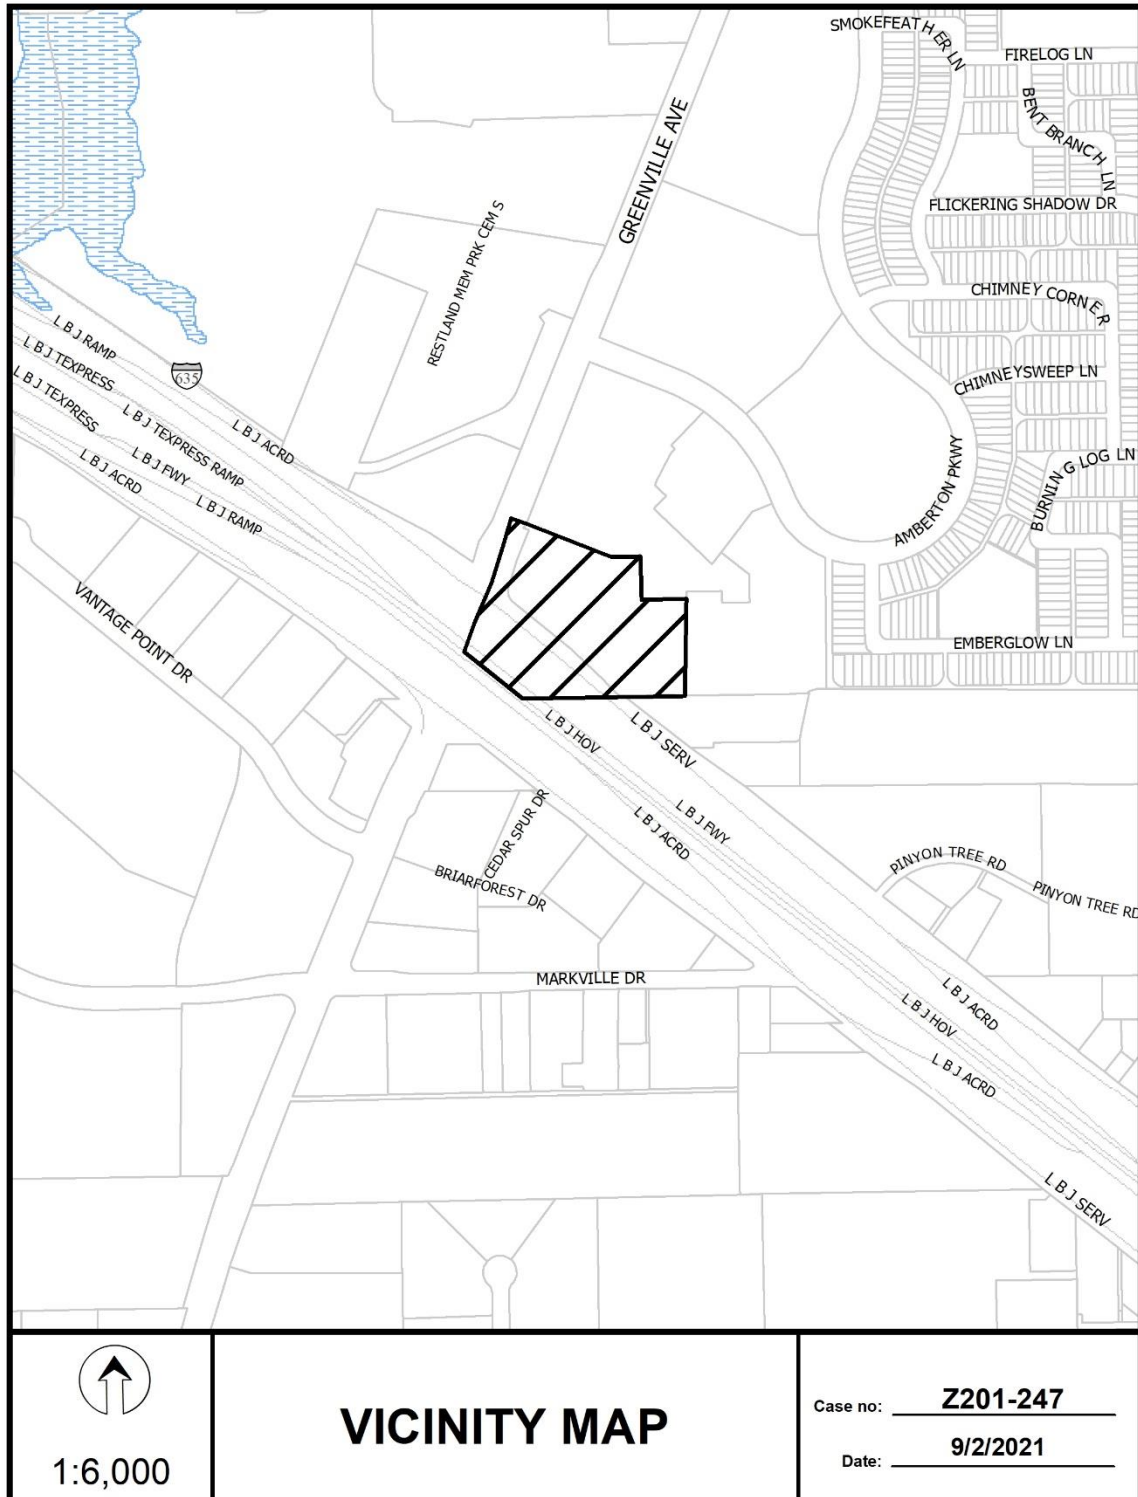 SMOKEFEATHER LN
FIRELOG LN
BENT BRANCH LN
GREENVILLE AVE
FLICKERING SHADOW DR
RESTLAND MEM PRK CEM S
CHIMNEY CORNER
L B J RAMP
L B J TEXPRESS
L B J TEXPRESS
635
CHIMNEYSWEEP LN
L B J TEXPRESS RAMP
L B J ACRD
L B J FWY
L B J ACRD
L B J RAMP
BURNING LOG LN
AMBERTON PKWY
VANTAGE POINT DR
EMBERGLOW LN
L B J HOV
L B J SERV
CEDAR SPUR DR
L B J ACRD
L B J FWY
BRIARFOREST DR
PINYON TREE RD
PINYON TREE RD
MARKVILLE DR
L B J ACRD
L B J HOV
L B J ACRD
L B J SERV
1:6,000
VICINITY MAP
Case no: Z201-247
Date: 9/2/2021